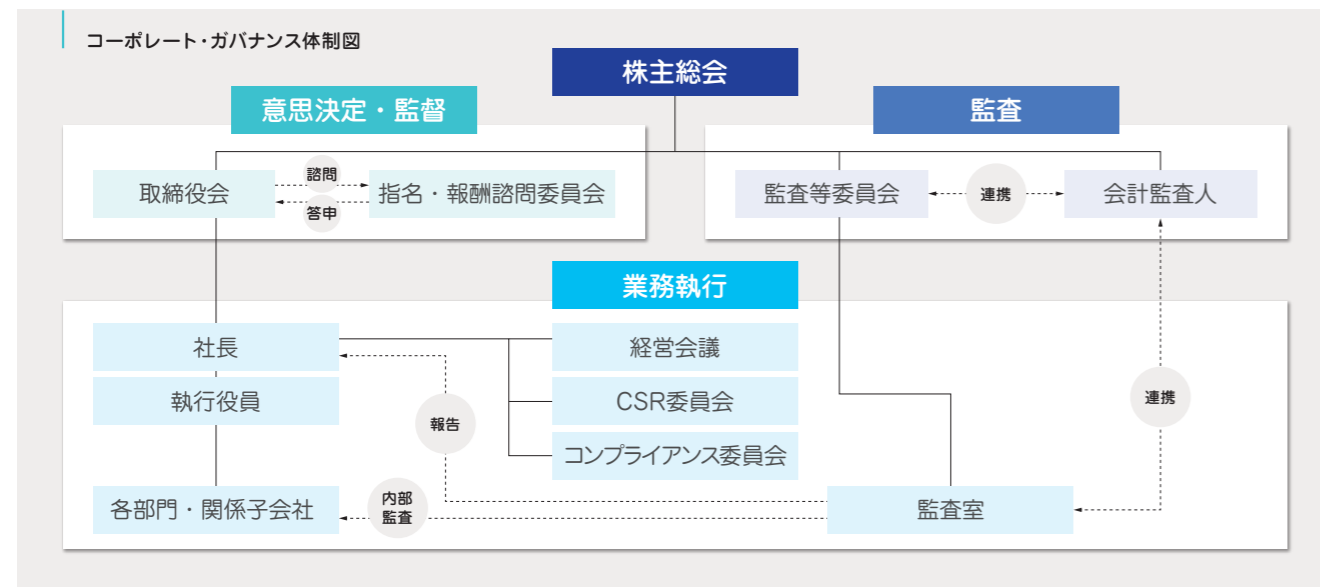 コーポレート・ガバナンス体制図
株主総会
意思決定・監督
監査
取締役会
諮問
答申
指名・報酬諮問委員会
監査等委員会
連携
会計監査人
業務執行
社長
経営会議
執行役員
CSR委員会
連携
報告
コンプライアンス委員会
各部門・関係子会社
内部
監査
監査室